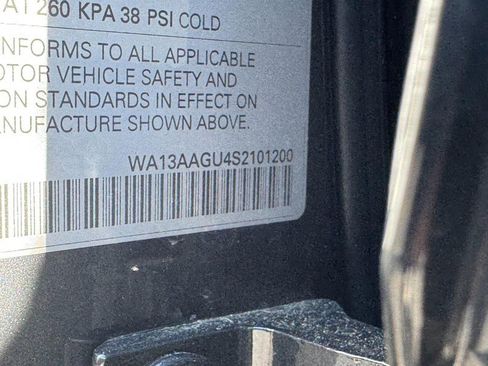 AT 260 KPA 38 PSI COLD
NFORMS TO ALL APPLICABLE
OTOR VEHICLE SAFETY AND
ON STANDARDS IN EFFECT ON
ANUFACTURE SHOWN ABOVE.
WA13AAGU4S2101200